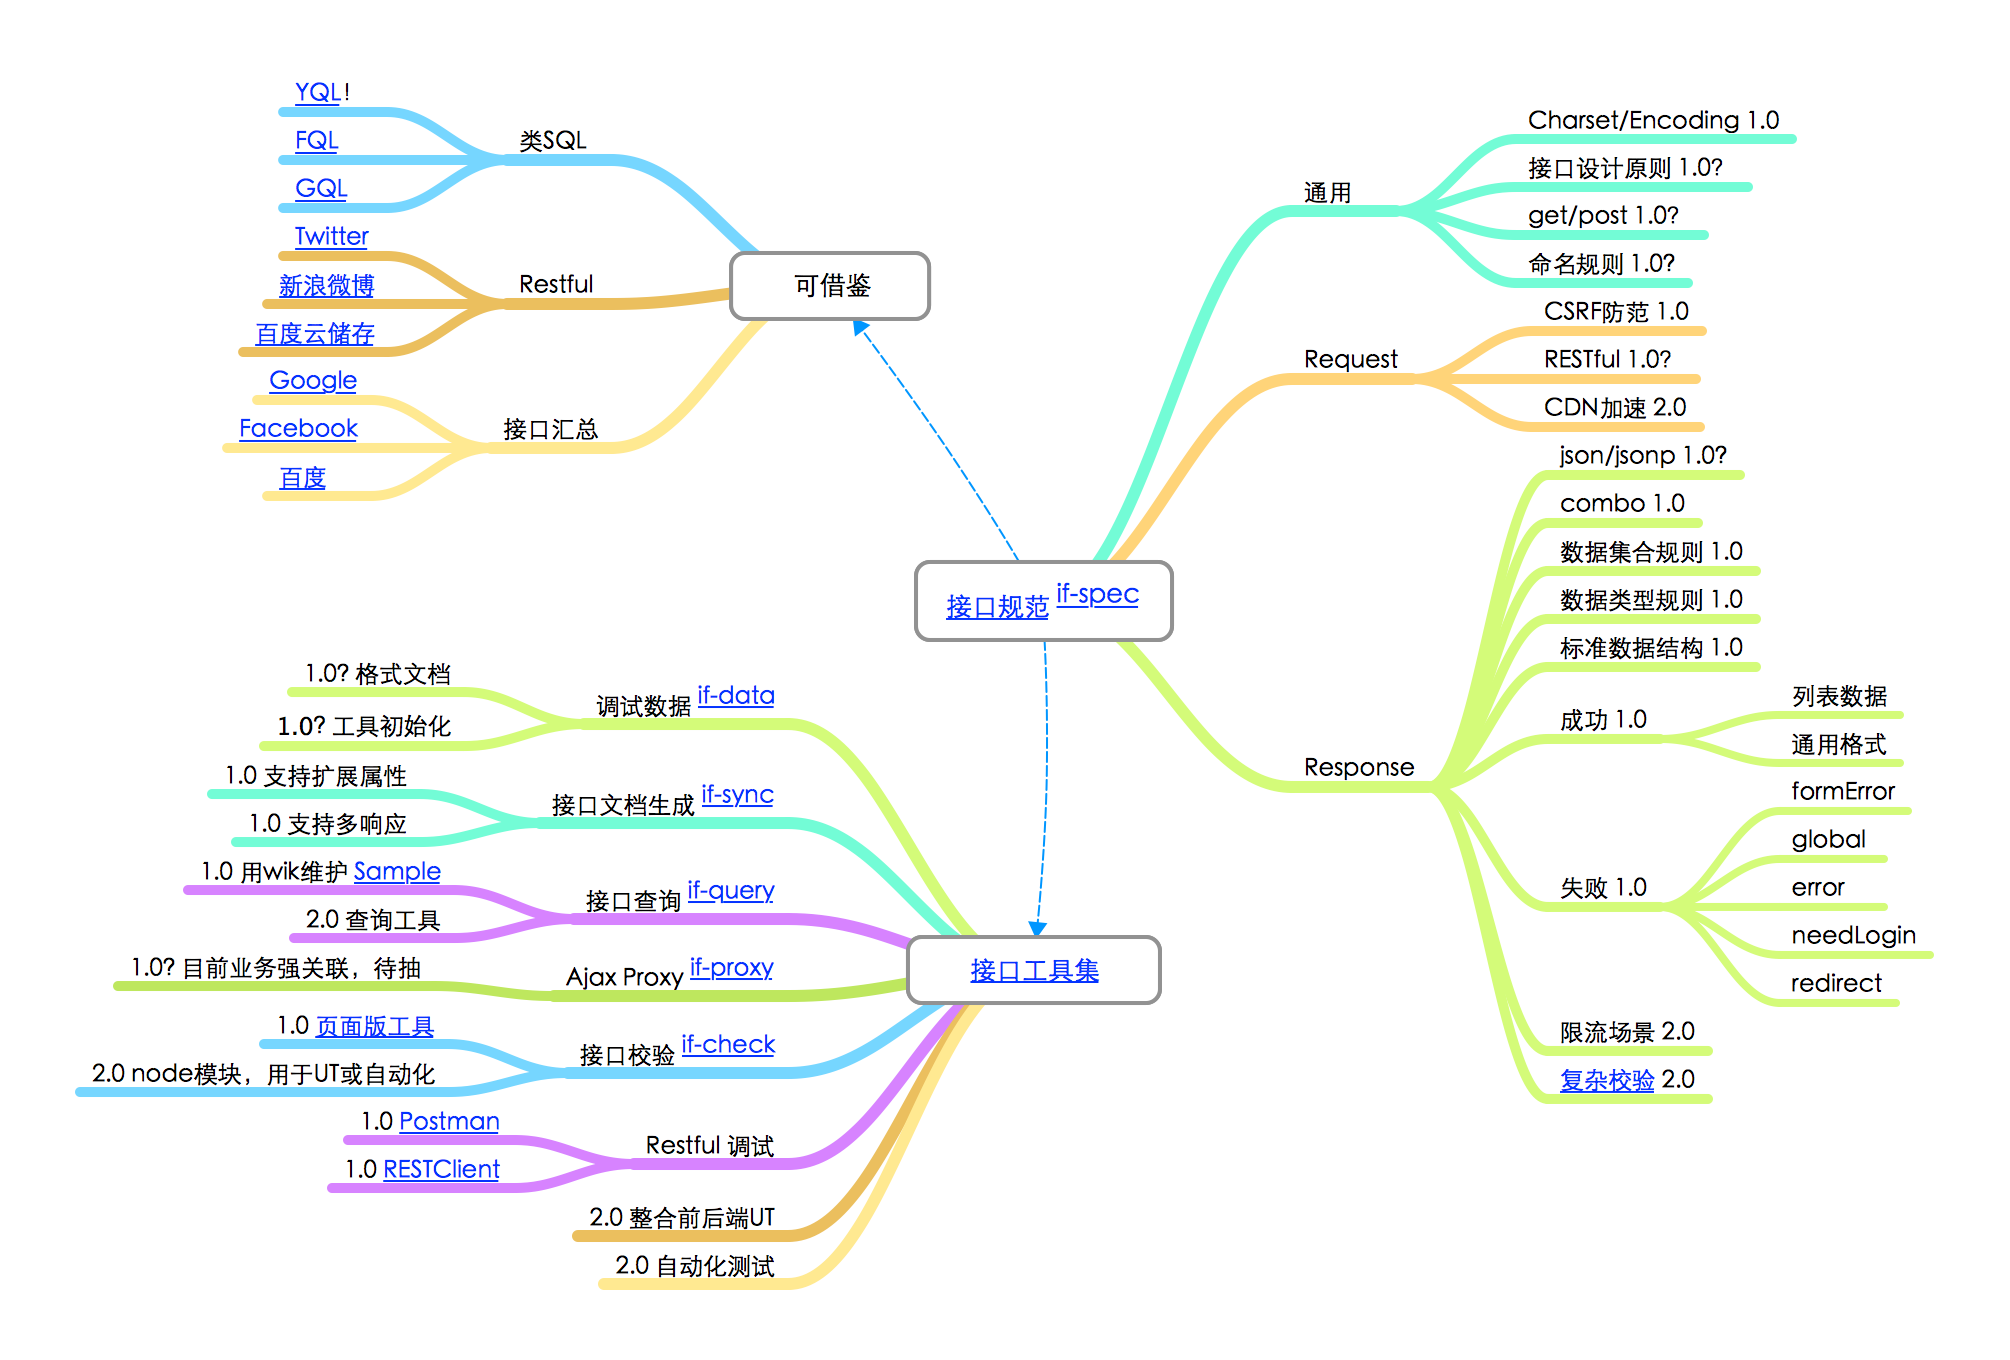 可借鉴
类SQL
YQL!
FQL
GQL
Restful
Twitter
新浪微博
百度云储存
接口汇总
Google
Facebook
百度
接口规范 if-spec
通用
Charset/Encoding 1.0
接口设计原则 1.0?
get/post 1.0?
命名规则 1.0?
Request
CSRF防范 1.0
RESTful 1.0?
CDN加速 2.0
Response
json/jsonp 1.0?
combo 1.0
数据集合规则 1.0
数据类型规则 1.0
标准数据结构 1.0
成功 1.0
列表数据
通用格式
失败 1.0
formError
global
error
needLogin
redirect
限流场景 2.0
复杂校验 2.0
接口工具集
调试数据 if-data
1.0? 格式文档
1.0? 工具初始化
接口文档生成 if-sync
1.0 支持扩展属性
1.0 支持多响应
接口查询 if-query
1.0 用wik维护 Sample
2.0 查询工具
Ajax Proxy if-proxy
1.0? 目前业务强关联，待抽
接口校验 if-check
1.0 页面版工具
2.0 node模块，用于UT或自动化
Restful 调试
1.0 Postman
1.0 RESTClient
2.0 整合前后端UT
2.0 自动化测试